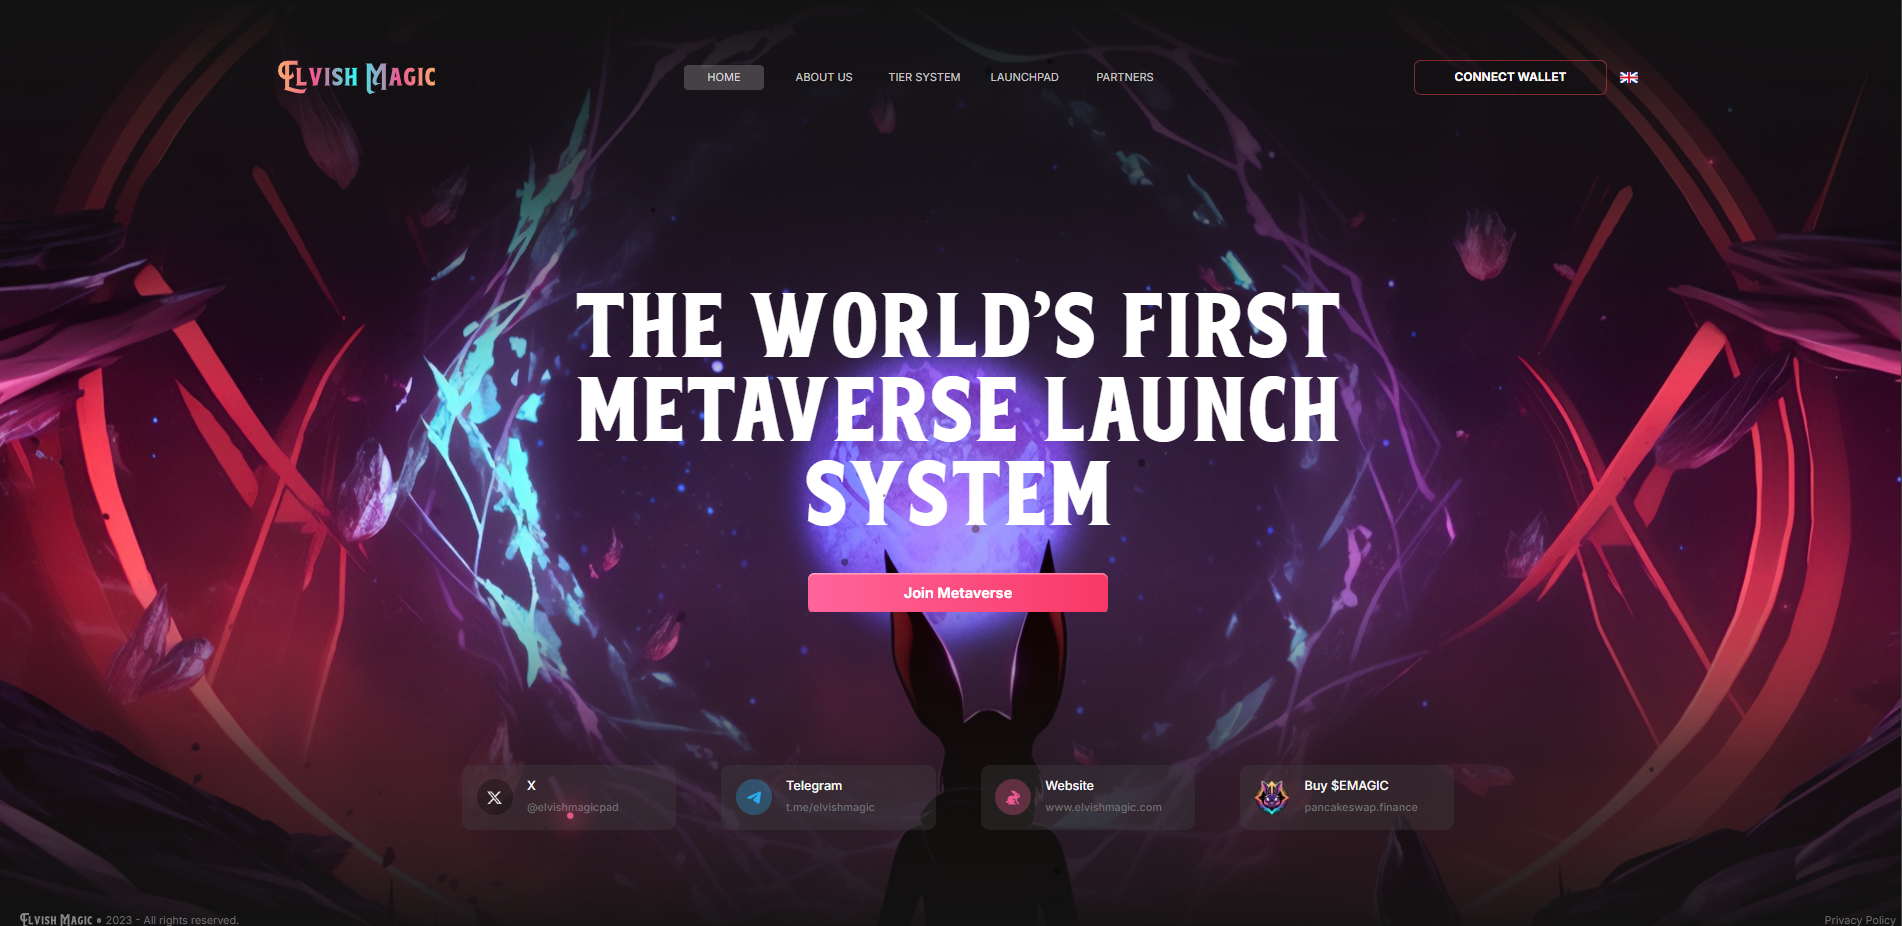 ELVISH MAGIC
HOME ABOUT US TIER SYSTEM LAUNCHPAD PARTNERS
CONNECT WALLET
THE WORLD’S FIRST
METAVERSE LAUNCH
SYSTEM
Join Metaverse
X
@elvishmagicpad
Telegram
t.me/elvishmagic
Website
www.elvishmagic.com
Buy $EMAGIC
pancakeswap.finance
ELVISH MAGIC • 2023 - All rights reserved.
Privacy Policy